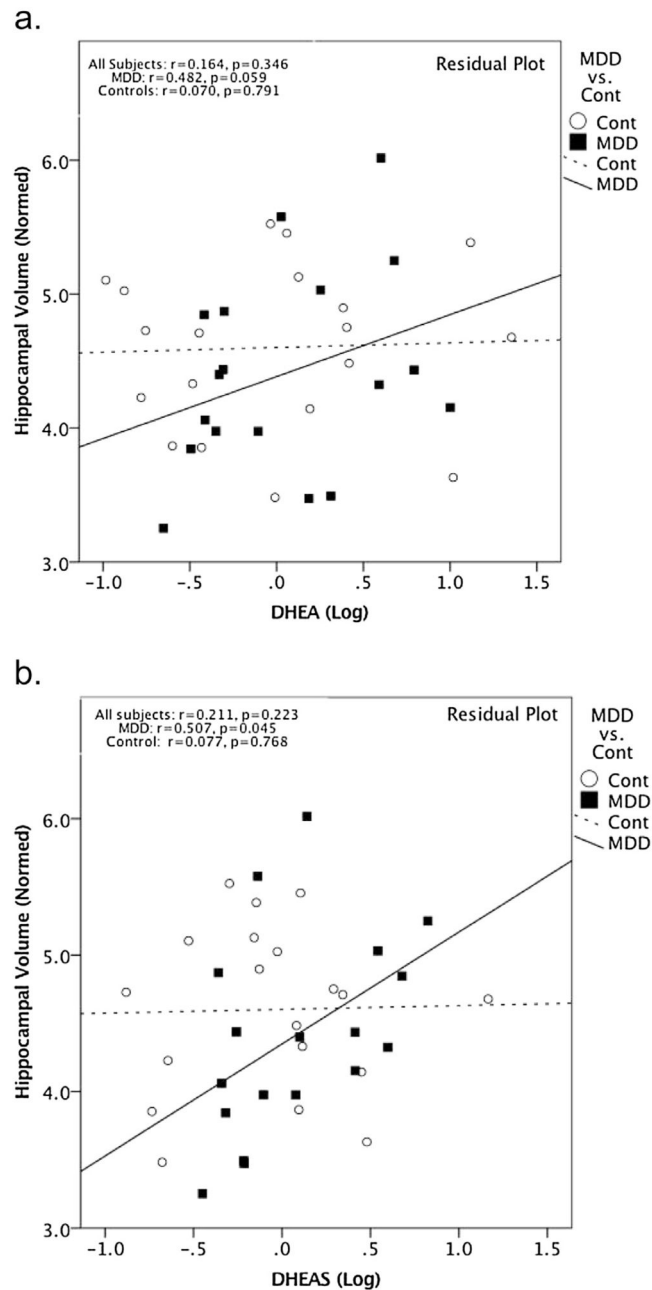 a.
All Subjects: r=0.164, p=0.346
MDD: r=0.482, p=0.059
Controls: r=0.070, p=0.791
Residual Plot
MDD
vs.
Cont
Cont
MDD
Cont
MDD
Hippocampal Volume (Normed)
6.0
5.0
4.0
3.0
-1.0 -.5 .0 .5 1.0 1.5
DHEA (Log)
b.
All subjects: r=0.211, p=0.223
MDD: r=0.507, p=0.045
Control: r=0.077, p=0.768
Residual Plot
MDD
vs.
Cont
Cont
MDD
Cont
MDD
Hippocampal Volume (Normed)
6.0
5.0
4.0
3.0
-1.0 -.5 .0 .5 1.0 1.5
DHEAS (Log)